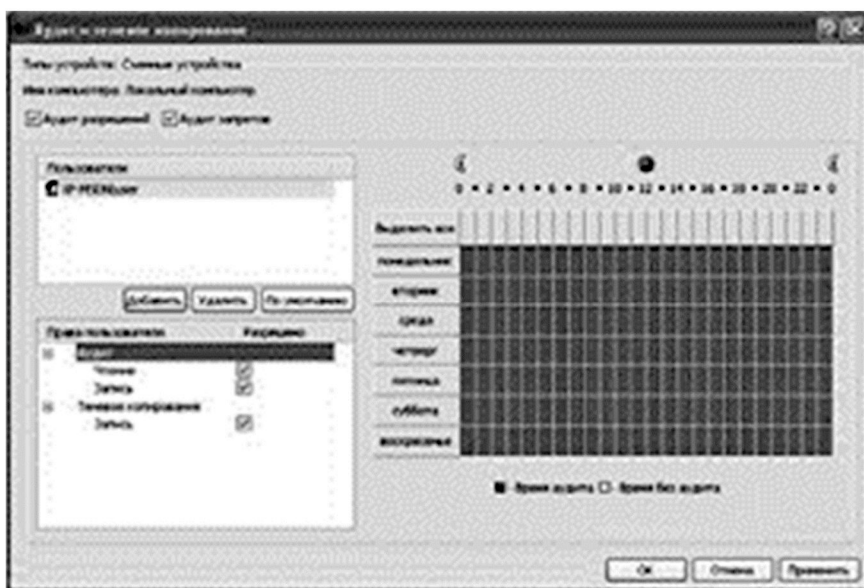 Аудит и теневое копирование
Типы устройств: Съемные устройства
Имя компьютера: Локальный компьютер
Аудит разрешений Аудит запретов
Пользователи
0 • 2 • 4 • 6 • 8 • 10 • 12 • 14 • 16 • 18 • 20 • 22 • 0
Выделить все
понедельник
вторник
среда
четверг
пятница
суббота
воскресенье
Добавить Удалить По умолчанию
Права пользователя Разрешено
Аудит
Чтение
Запись
Теневое копирование
Запись
- Время аудита - Время без аудита
OK Отмена Применить